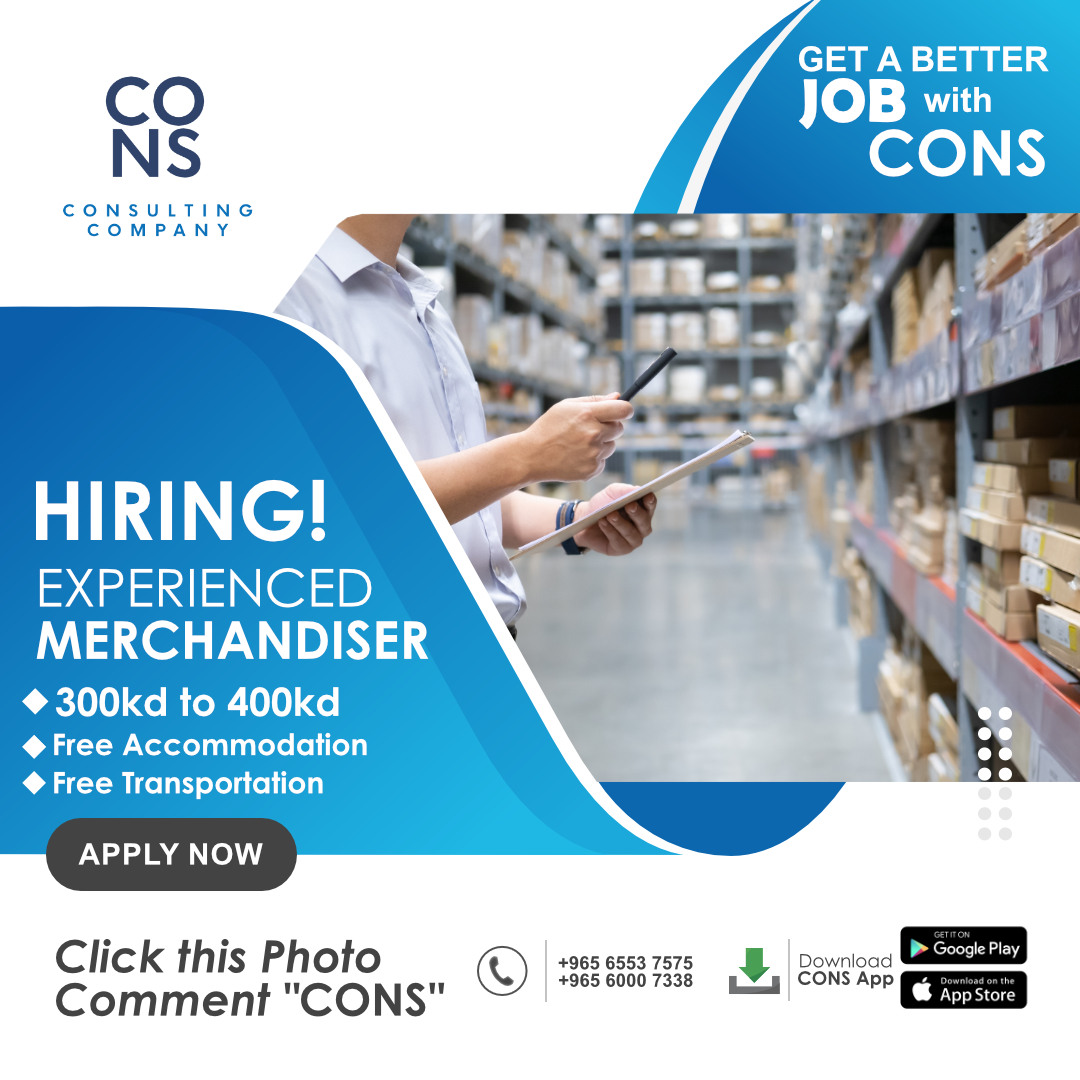 CO
NS
CONSULTING
COMPANY
GET A BETTER
JOB with
CONS
HIRING!
EXPERIENCED
MERCHANDISER
300kd to 400kd
Free Accommodation
Free Transportation
APPLY NOW
Click this Photo
Comment "CONS"
+965 6553 7575
+965 6000 7338
Download
CONS App
GET IT ON
Google Play
Download on the
App Store